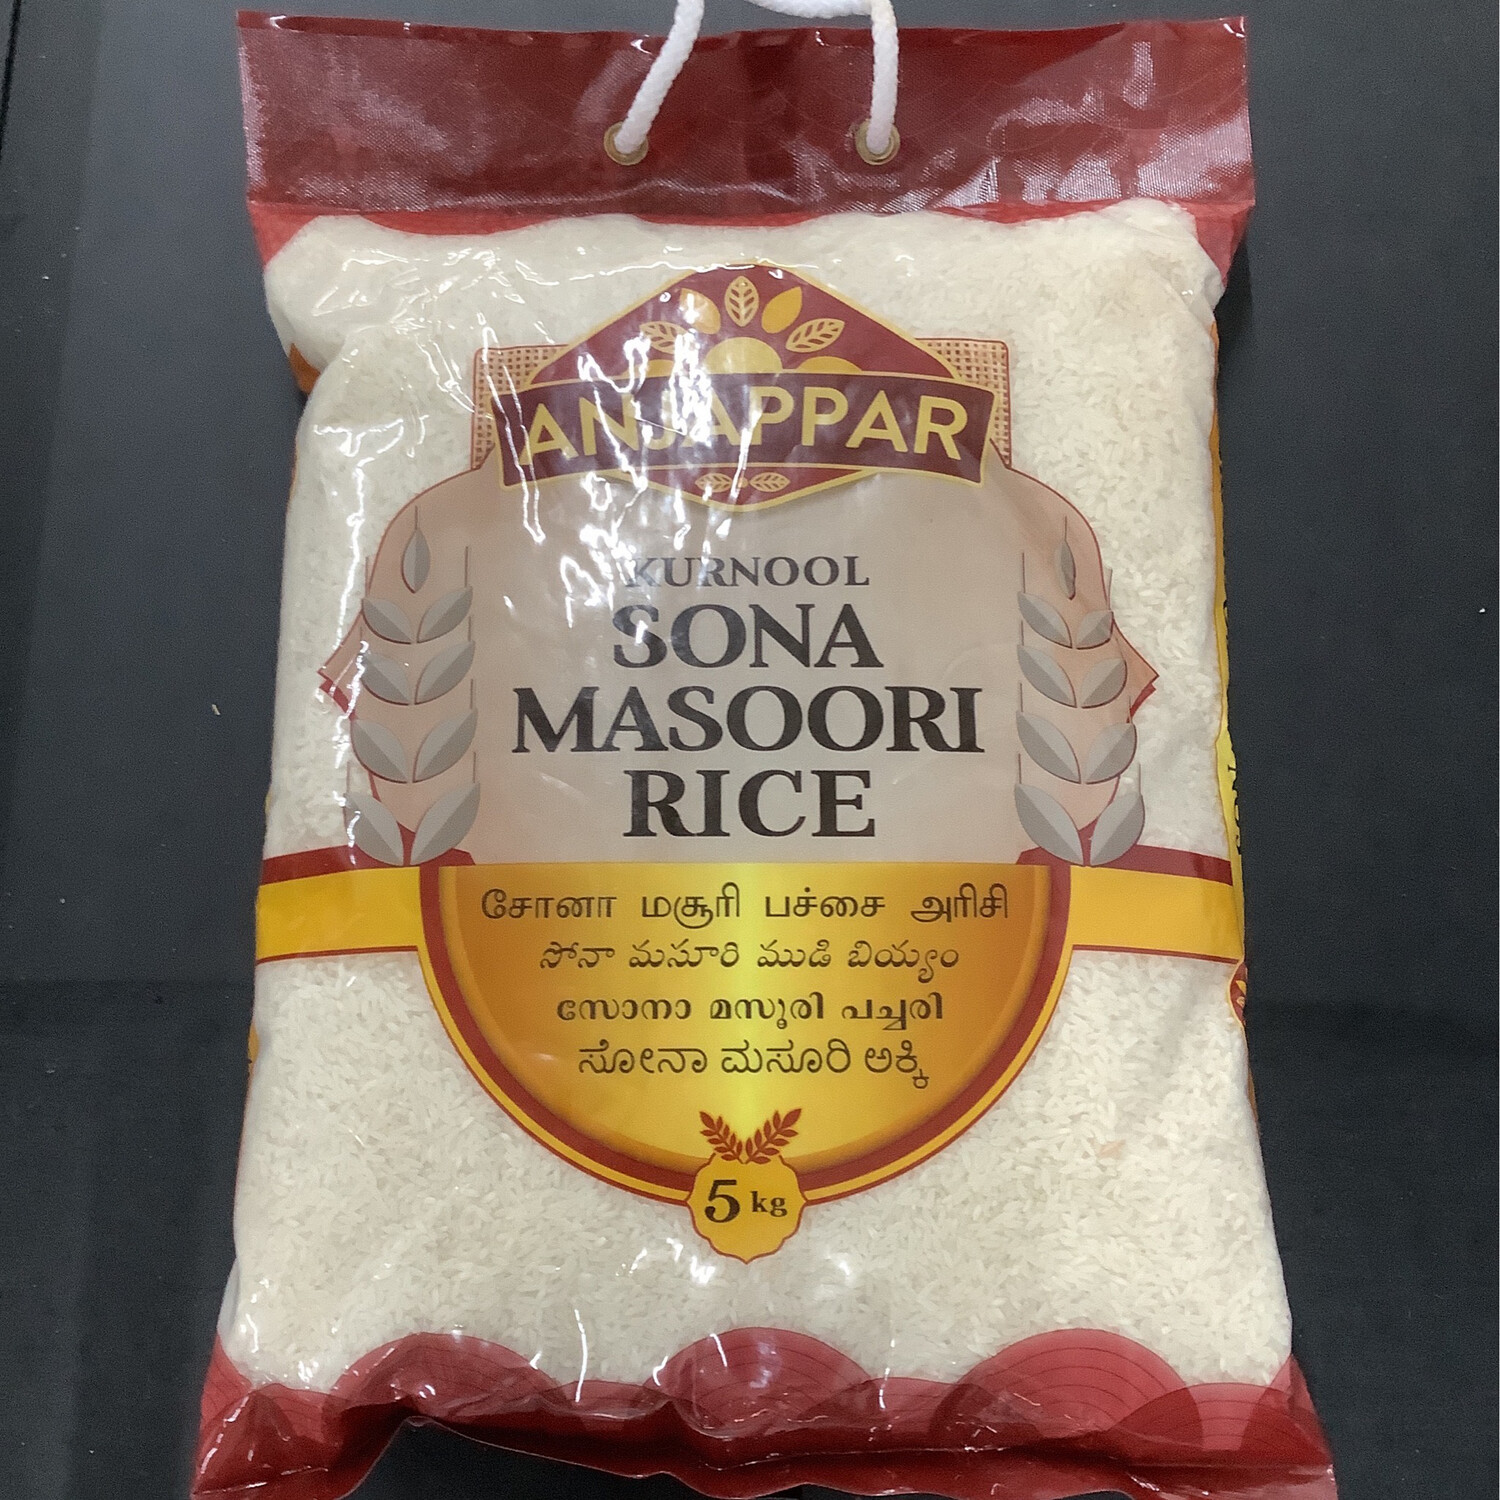 ANJAPPAR
KURNOOL
SONA
MASOORI
RICE
சோனா மசூரி பச்சை அரிசி
సోనా మసూరి ముడి బియ్యం
സോനാ മസൂരി പച്ചരി
ಸೋನಾ ಮಸೂರಿ ಅಕ್ಕಿ
5 kg